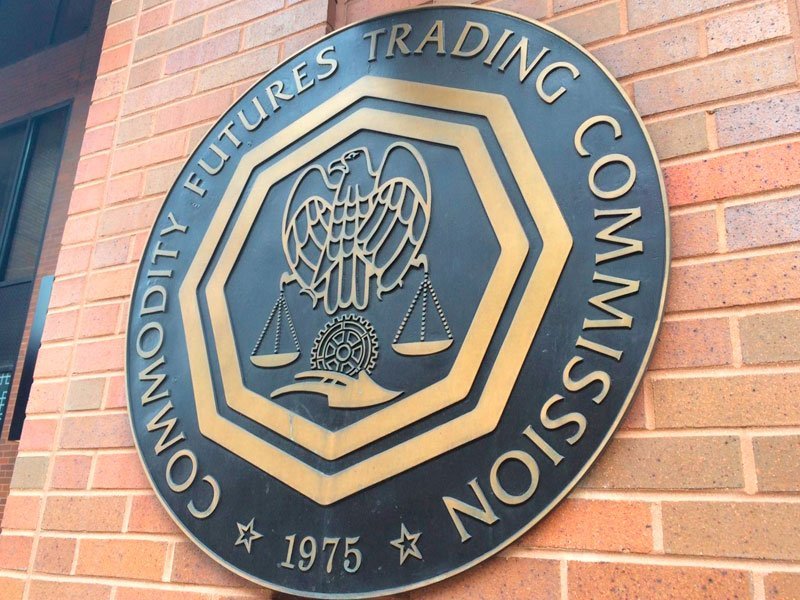 COMMODITY FUTURES TRADING COMMISSION
1975